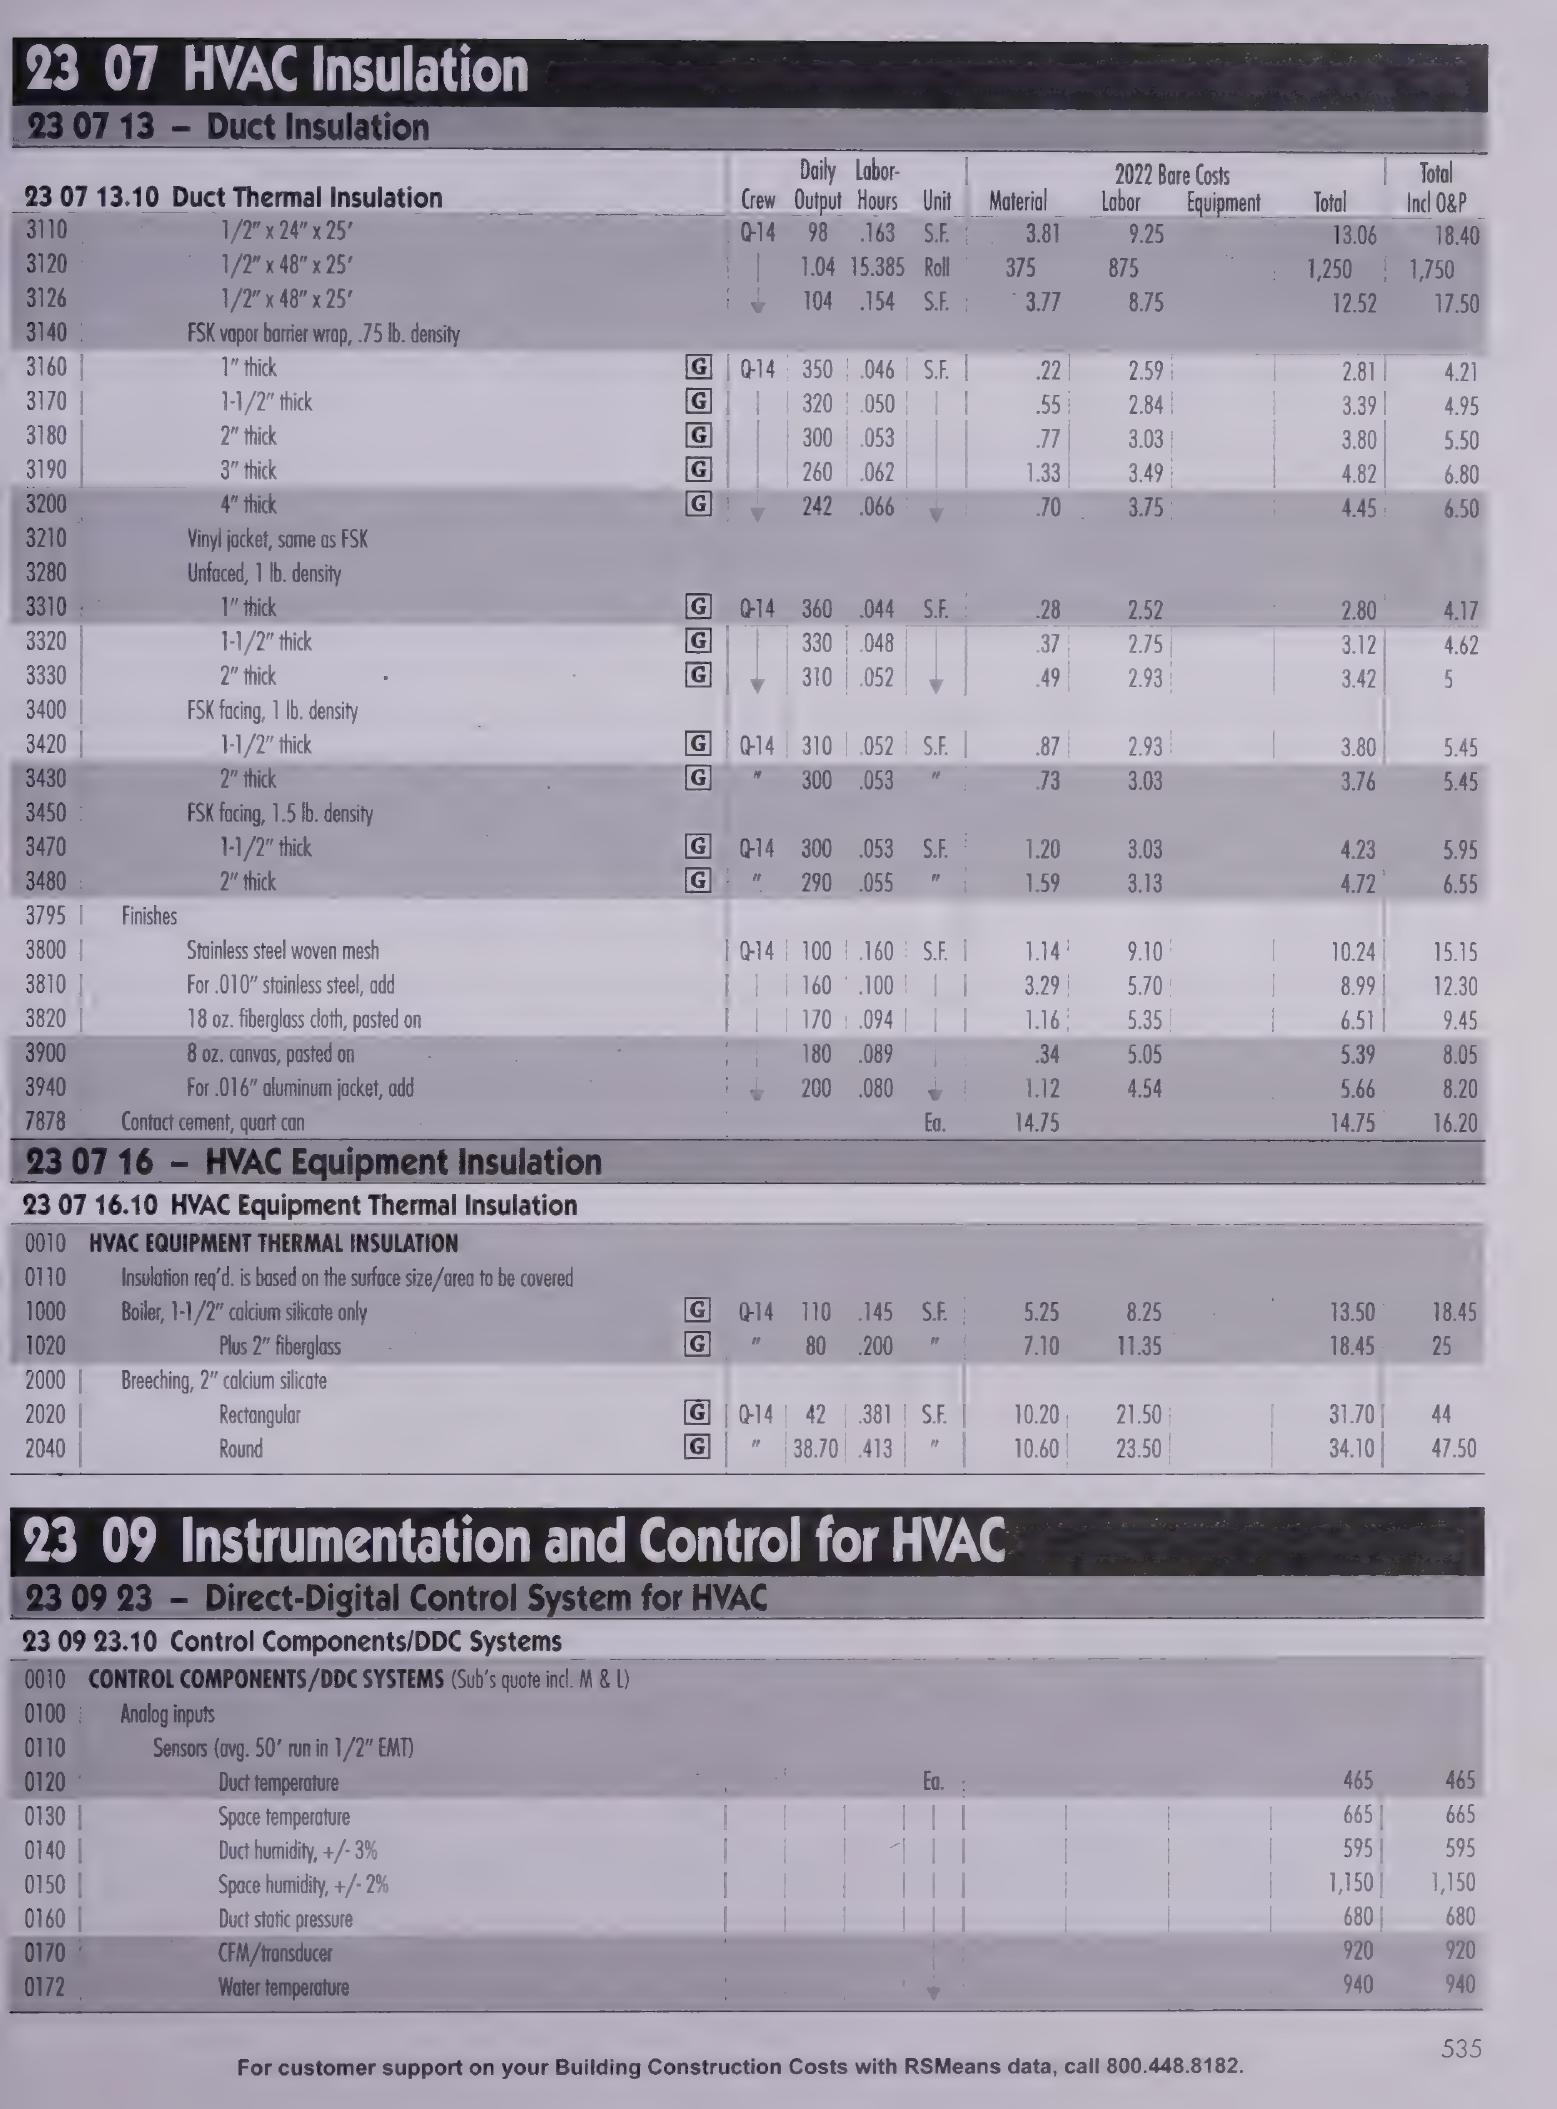 23 07 HVAC Insulation
23 07 13 – Duct Insulation
23 07 13.10 Duct Thermal Insulation Crew Daily Output Labor-Hours Unit Material 2022 Bare Costs Labor Equipment Total Total Incl O&P
3110 1/2" x 24" x 25' Q-14 98 .163 S.F. 3.81 9.25 13.06 18.40
3120 1/2" x 48" x 25' 1.04 15.385 Roll 375 875 1,250 1,750
3126 1/2" x 48" x 25' 104 .154 S.F. 3.77 8.75 12.52 17.50
3140 FSK vapor barrier wrap, .75 lb. density
3160 1" thick G Q-14 350 .046 S.F. .22 2.59 2.81 4.21
3170 1-1/2" thick G 320 .050 .55 2.84 3.39 4.95
3180 2" thick G 300 .053 .77 3.03 3.80 5.50
3190 3" thick G 260 .062 1.33 3.49 4.82 6.80
3200 4" thick G 242 .066 .70 3.75 4.45 6.50
3210 Vinyl jacket, same as FSK
3280 Unfaced, 1 lb. density
3310 1" thick G Q-14 360 .044 S.F. .28 2.52 2.80 4.17
3320 1-1/2" thick G 330 .048 .37 2.75 3.12 4.62
3330 2" thick G 310 .052 .49 2.93 3.42 5
3400 FSK facing, 1 lb. density
3420 1-1/2" thick G Q-14 310 .052 S.F. .87 2.93 3.80 5.45
3430 2" thick G " 300 .053 " .73 3.03 3.76 5.45
3450 FSK facing, 1.5 lb. density
3470 1-1/2" thick G Q-14 300 .053 S.F. 1.20 3.03 4.23 5.95
3480 2" thick G " 290 .055 " 1.59 3.13 4.72 6.55
3795 Finishes
3800 Stainless steel woven mesh Q-14 100 .160 S.F. 1.14 9.10 10.24 15.15
3810 For .010" stainless steel, add 160 .100 3.29 5.70 8.99 12.30
3820 18 oz. fiberglass cloth, pasted on 170 .094 1.16 5.35 6.51 9.45
3900 8 oz. canvas, pasted on 180 .089 .34 5.05 5.39 8.05
3940 For .016" aluminum jacket, add 200 .080 1.12 4.54 5.66 8.20
7878 Contact cement, quart can Ea. 14.75 14.75 16.20
23 07 16 – HVAC Equipment Insulation
23 07 16.10 HVAC Equipment Thermal Insulation
0010 HVAC EQUIPMENT THERMAL INSULATION
0110 Insulation req'd. is based on the surface size/area to be covered
1000 Boiler, 1-1/2" calcium silicate only G Q-14 110 .145 S.F. 5.25 8.25 13.50 18.45
1020 Plus 2" fiberglass G " 80 .200 " 7.10 11.35 18.45 25
2000 Breeching, 2" calcium silicate
2020 Rectangular G Q-14 42 .381 S.F. 10.20 21.50 31.70 44
2040 Round G " 38.70 .413 " 10.60 23.50 34.10 47.50
23 09 Instrumentation and Control for HVAC
23 09 23 – Direct-Digital Control System for HVAC
23 09 23.10 Control Components/DDC Systems
0010 CONTROL COMPONENTS/DDC SYSTEMS (Sub's quote incl. M & L)
0100 Analog inputs
0110 Sensors (avg. 50' run in 1/2" EMT)
0120 Duct temperature Ea. 465 465
0130 Space temperature 665 665
0140 Duct humidity, +/- 3% 595 595
0150 Space humidity, +/- 2% 1,150 1,150
0160 Duct static pressure 680 680
0170 CFM/transducer 920 920
0172 Water temperature 940 940
535
For customer support on your Building Construction Costs with RSMeans data, call 800.448.8182.